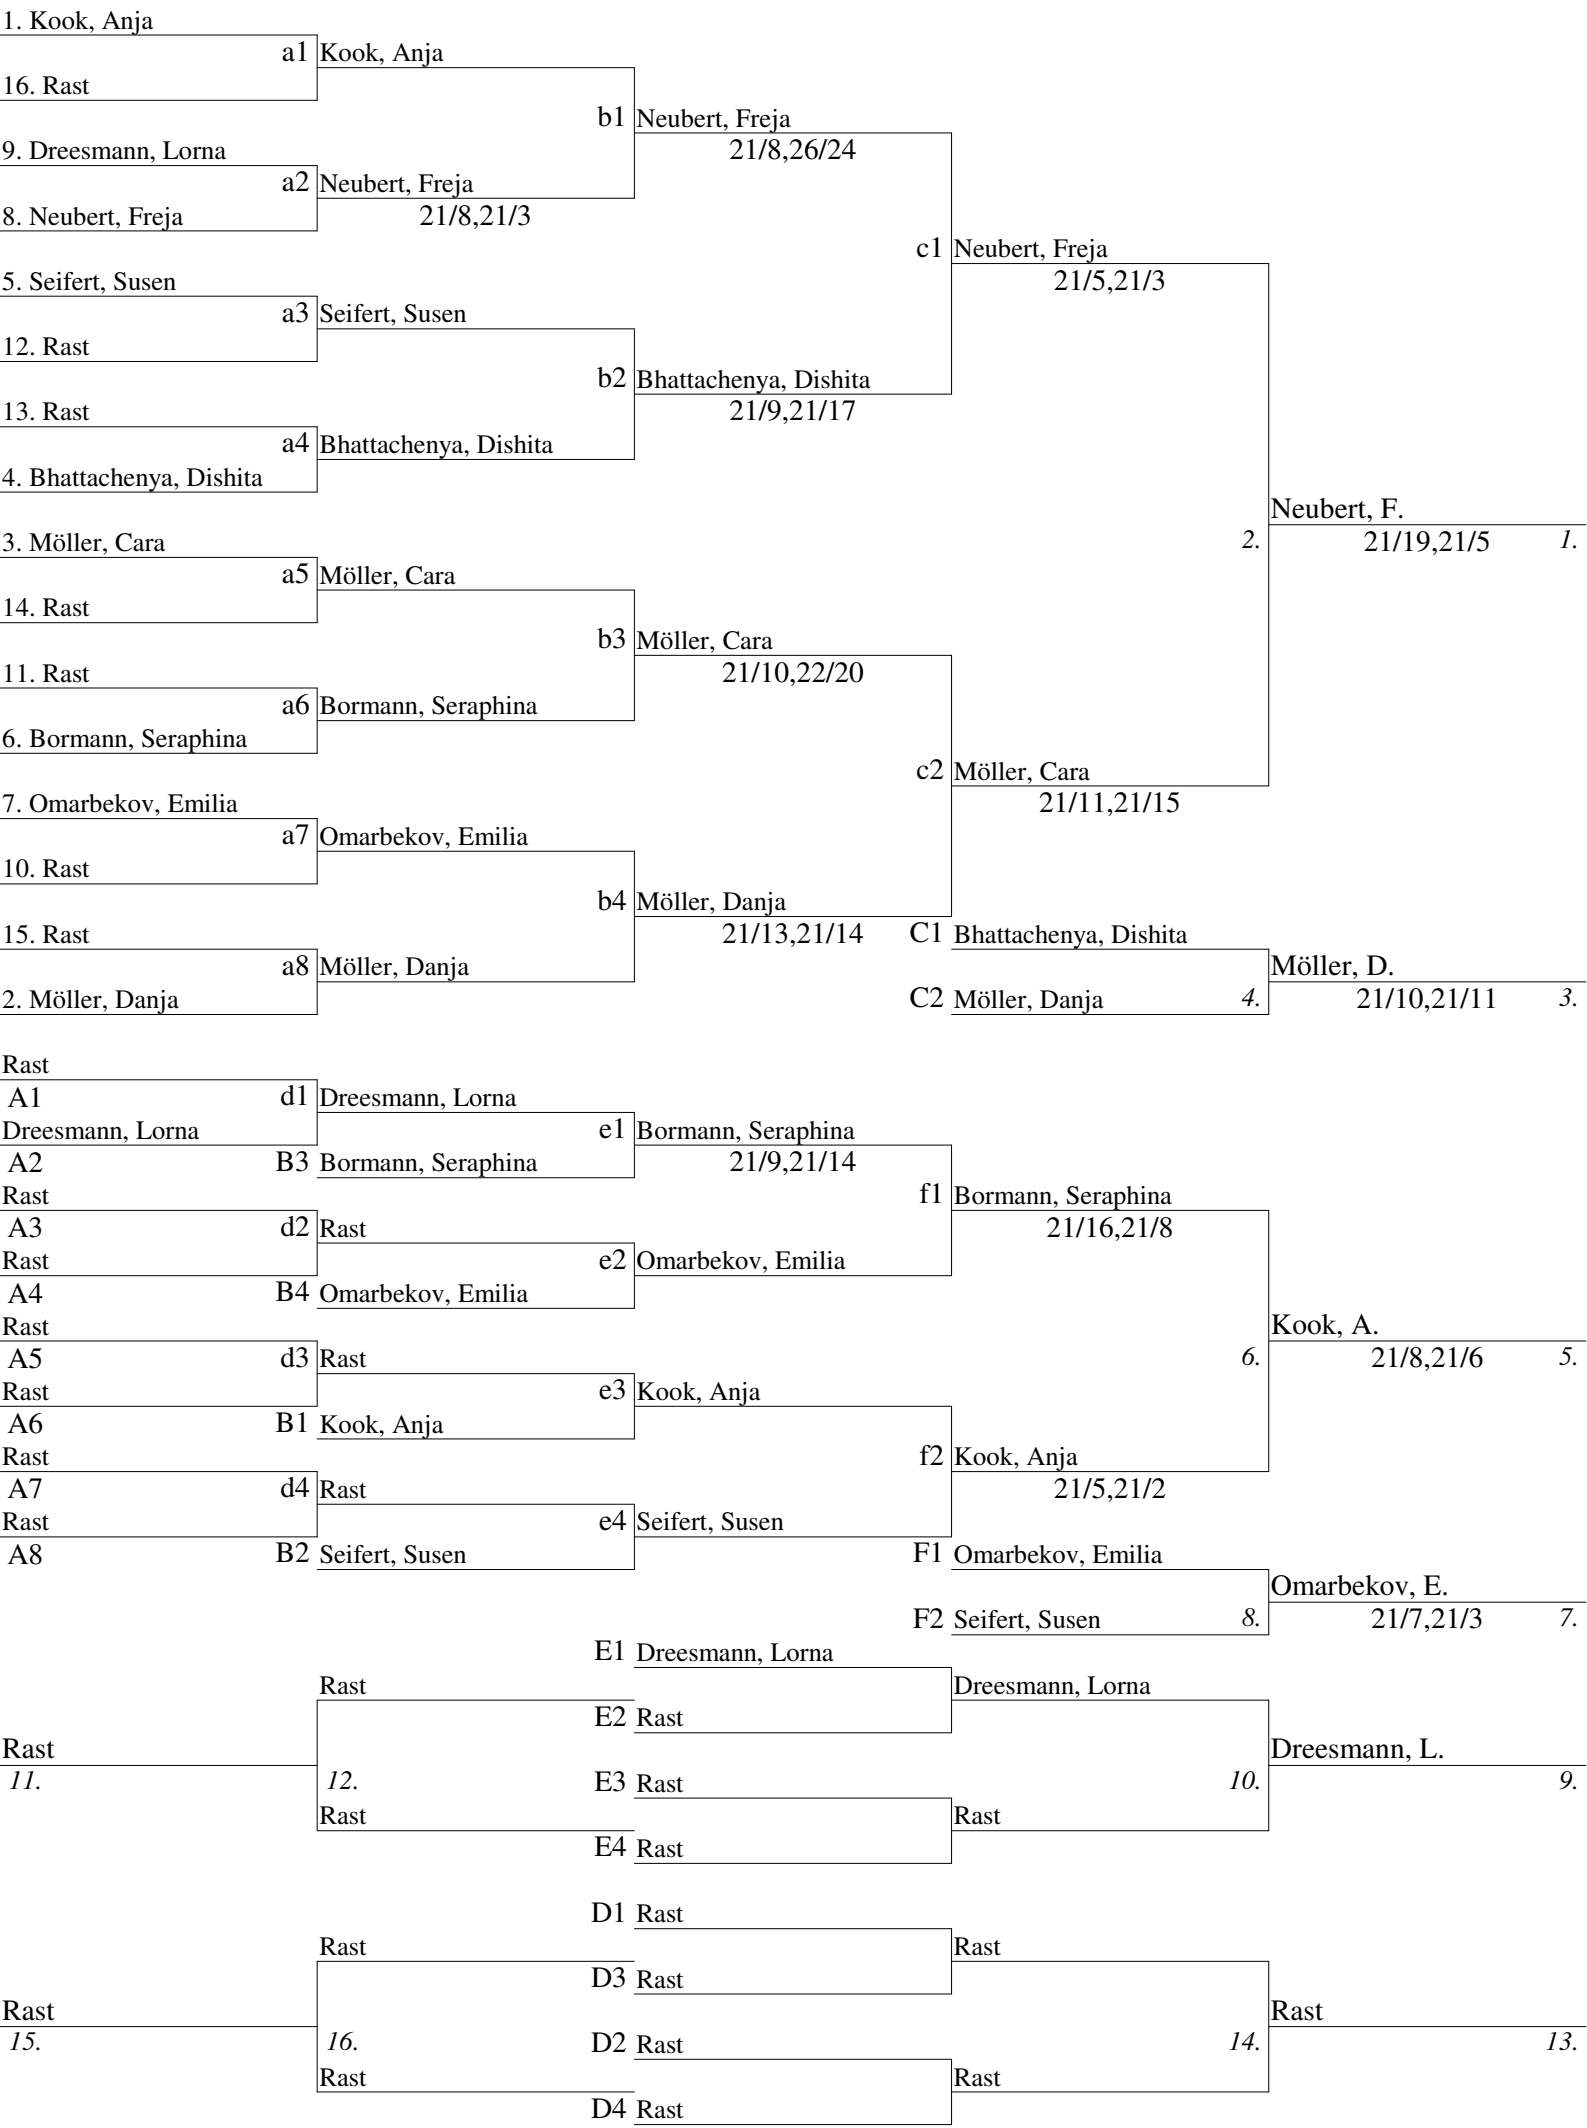 1. Kook, Anja
a1 Kook, Anja
16. Rast
b1 Neubert, Freja
21/8,26/24
9. Dreesmann, Lorna
a2 Neubert, Freja
8. Neubert, Freja
21/8,21/3
c1 Neubert, Freja
21/5,21/3
5. Seifert, Susen
a3 Seifert, Susen
12. Rast
b2 Bhattachenya, Dishita
21/9,21/17
13. Rast
a4 Bhattachenya, Dishita
4. Bhattachenya, Dishita
Neubert, F.
2.
21/19,21/5
1.
3. Möller, Cara
a5 Möller, Cara
14. Rast
b3 Möller, Cara
21/10,22/20
11. Rast
a6 Bormann, Seraphina
6. Bormann, Seraphina
c2 Möller, Cara
21/11,21/15
7. Omarbekov, Emilia
a7 Omarbekov, Emilia
10. Rast
b4 Möller, Danja
21/13,21/14
15. Rast
C1 Bhattachenya, Dishita
a8 Möller, Danja
Möller, D.
2. Möller, Danja
C2 Möller, Danja
4.
21/10,21/11
3.
Rast
A1
d1 Dreesmann, Lorna
Dreesmann, Lorna
e1 Bormann, Seraphina
A2
B3 Bormann, Seraphina
21/9,21/14
Rast
f1 Bormann, Seraphina
A3
d2 Rast
21/16,21/8
Rast
e2 Omarbekov, Emilia
A4
B4 Omarbekov, Emilia
Rast
Kook, A.
A5
d3 Rast
6.
21/8,21/6
5.
Rast
e3 Kook, Anja
A6
B1 Kook, Anja
Rast
f2 Kook, Anja
A7
d4 Rast
21/5,21/2
Rast
e4 Seifert, Susen
A8
B2 Seifert, Susen
F1 Omarbekov, Emilia
Omarbekov, E.
F2 Seifert, Susen
8.
21/7,21/3
7.
E1 Dreesmann, Lorna
Rast
Dreesmann, Lorna
E2 Rast
Rast
Dreesmann, L.
11.
12.
E3 Rast
10.
9.
Rast
Rast
E4 Rast
D1 Rast
Rast
Rast
D3 Rast
Rast
Rast
15.
16.
D2 Rast
14.
13.
Rast
Rast
D4 Rast